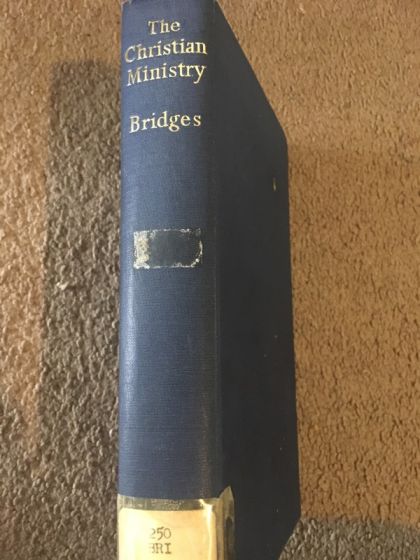 The
Christian
Ministry
Bridges
250
BRI